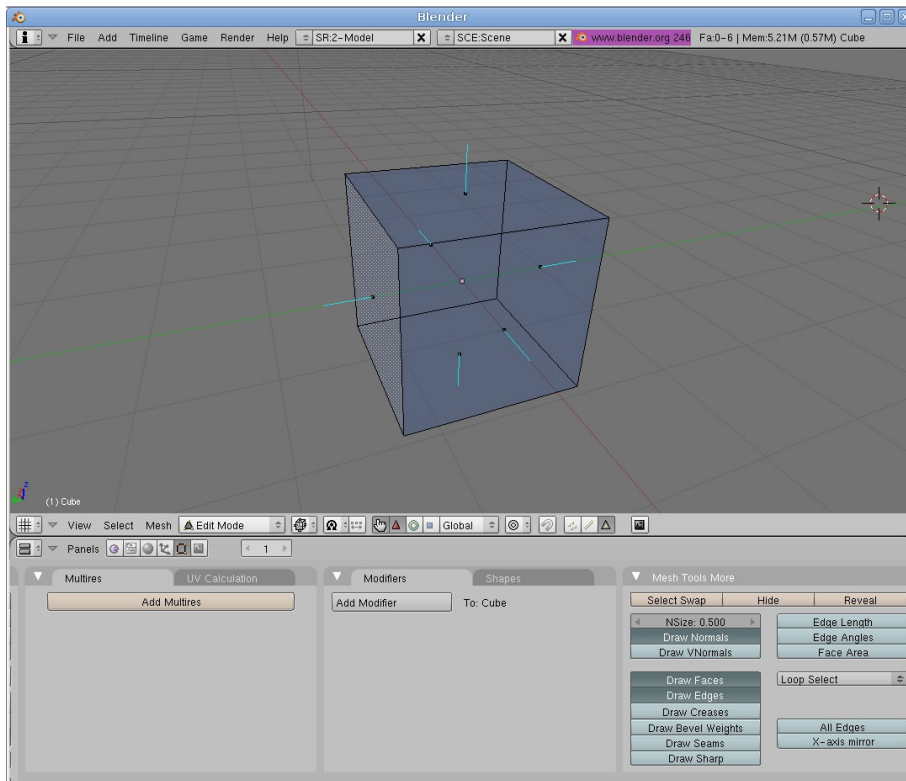 Blender
File Add Timeline Game Render Help SR:2-Model X SCE:Scene X www.blender.org 246 Fa:0-6 | Mem:5.21M (0.57M) Cube
z
(1) Cube
View Select Mesh Edit Mode Global
Panels 1
Multires UV Calculation Modifiers Shapes Mesh Tools More
Add Multires Add Modifier To: Cube Select Swap Hide Reveal
NSize: 0.500 Edge Length
Draw Normals Edge Angles
Draw VNormals Face Area
Draw Faces Loop Select
Draw Edges
Draw Creases
Draw Bevel Weights All Edges
Draw Seams X-axis mirror
Draw Sharp